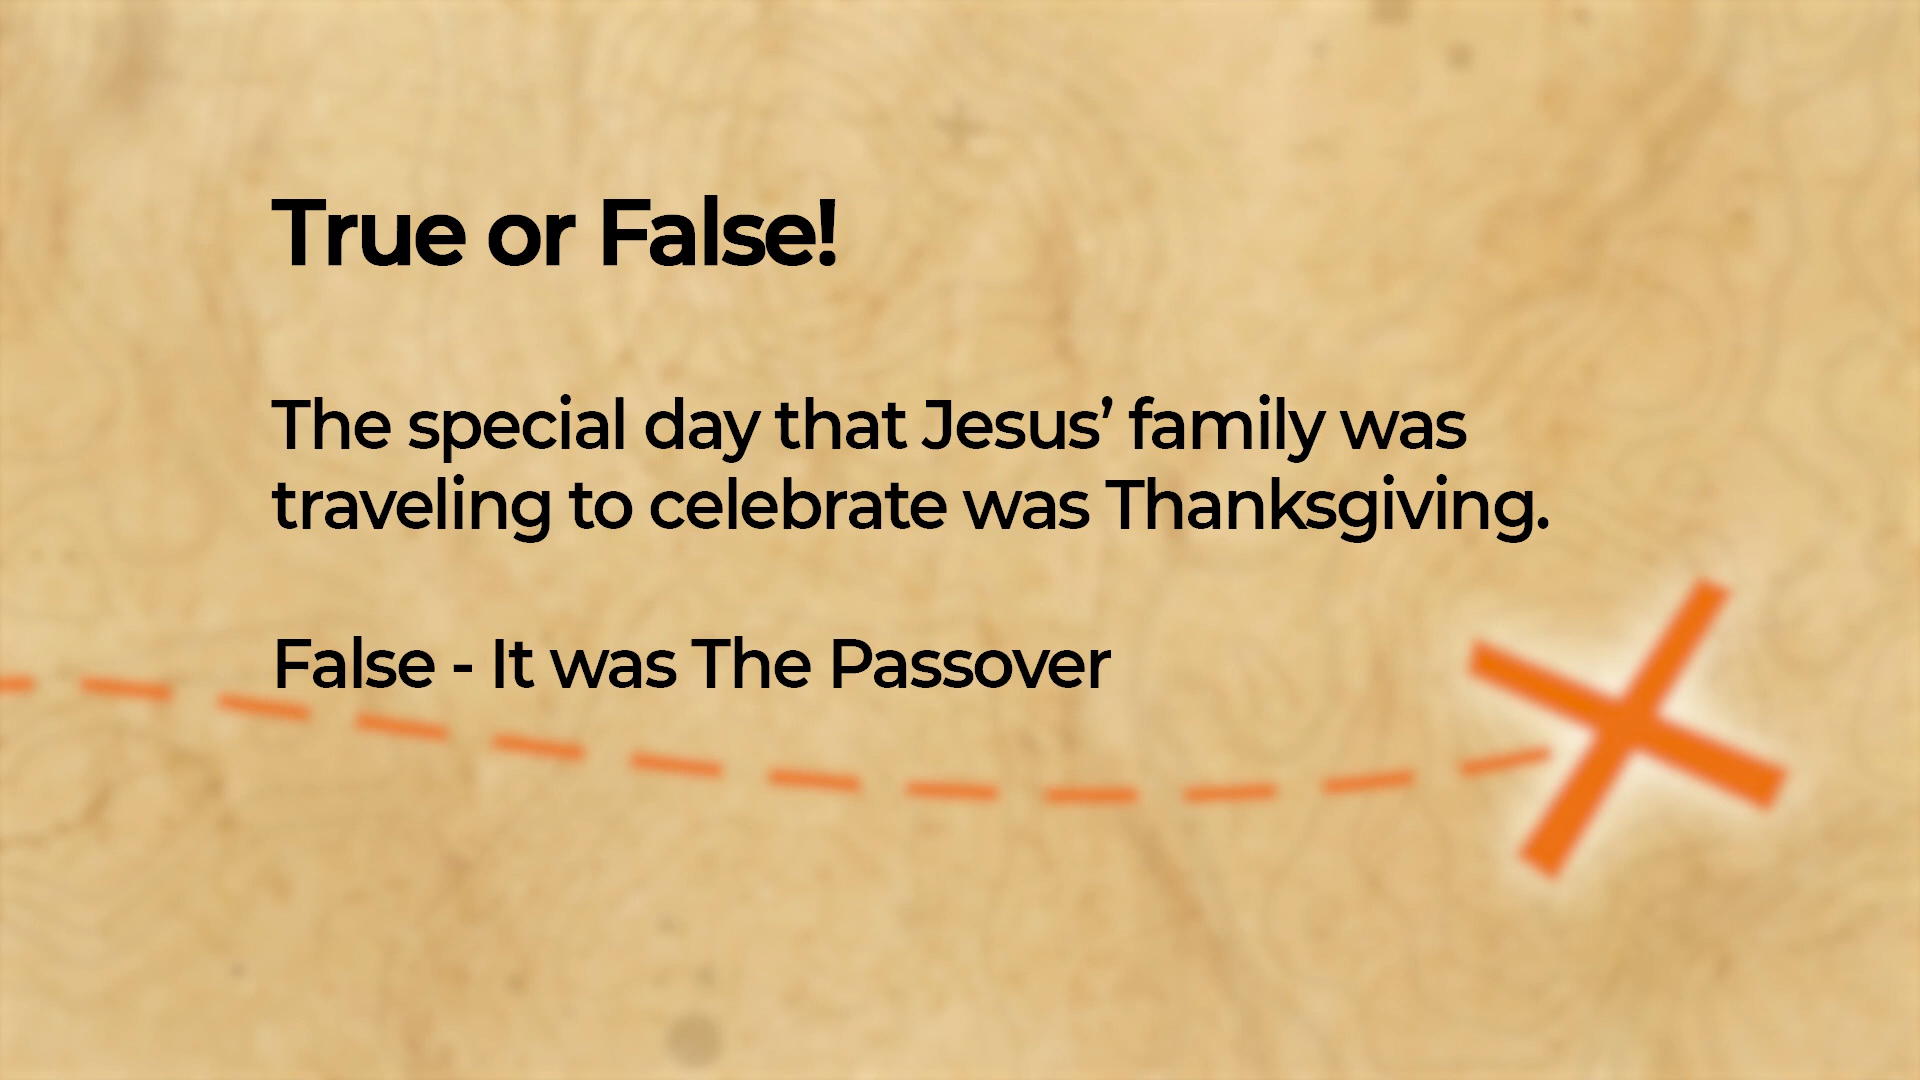 True or False!
The special day that Jesus’ family was
traveling to celebrate was Thanksgiving.
False - It was The Passover